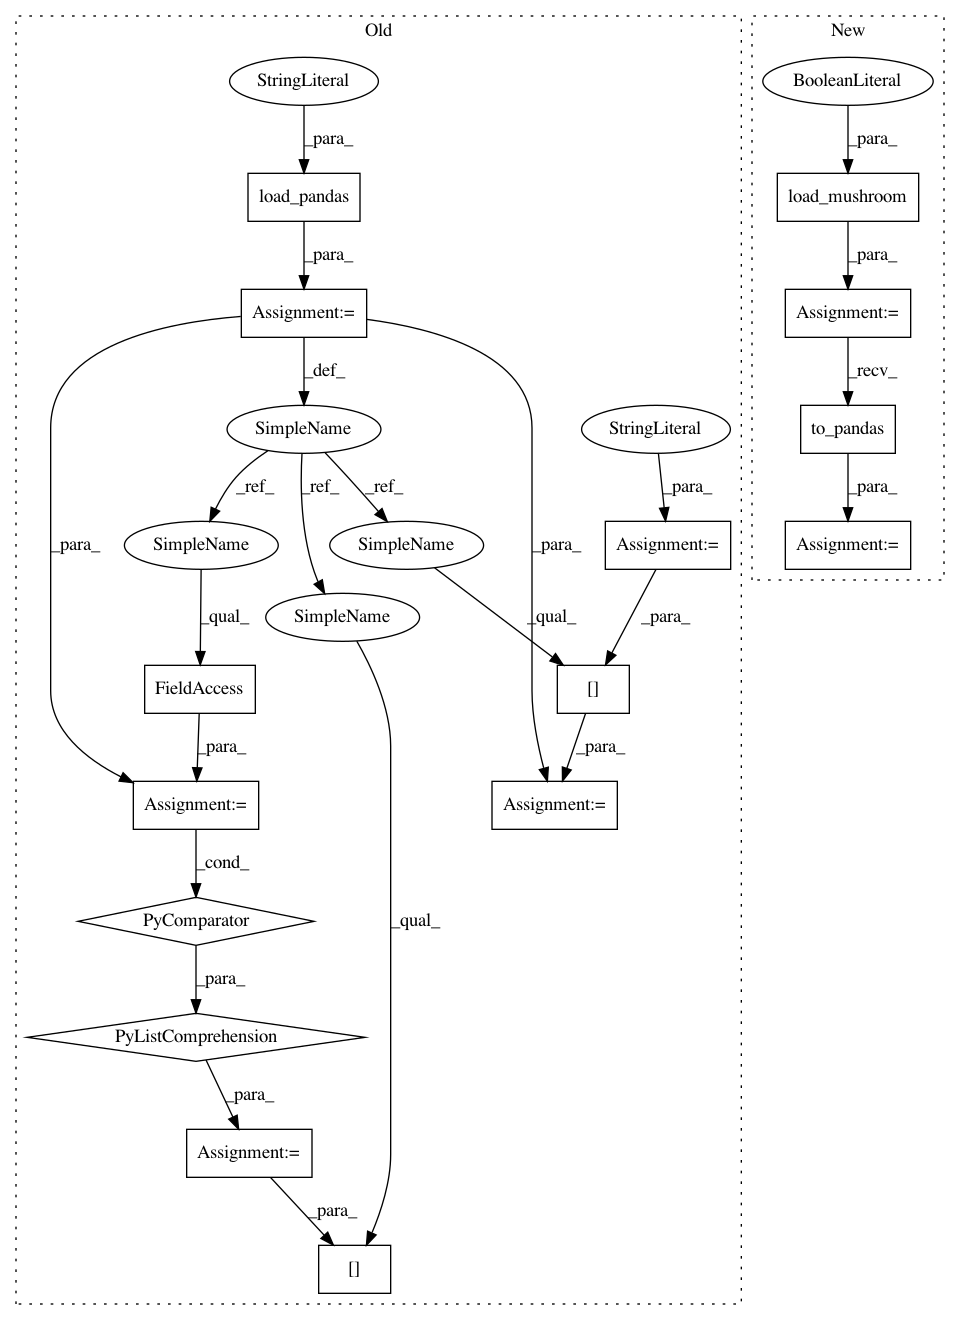 Old
New
StringLiteral
BooleanLiteral
_para_
_para_
load_pandas
load_mushroom
_para_
_para_
Assignment:=
Assignment:=
_def_
_recv_
SimpleName
StringLiteral
to_pandas
_ref_
_ref_
_ref_
_para_
_para_
_para_
SimpleName
SimpleName
_para_
Assignment:=
Assignment:=
SimpleName
_qual_
_qual_
_para_
FieldAccess
[]
_para_
_para_
Assignment:=
Assignment:=
_cond_
PyComparator
_qual_
_para_
PyListComprehension
_para_
Assignment:=
_para_
[]